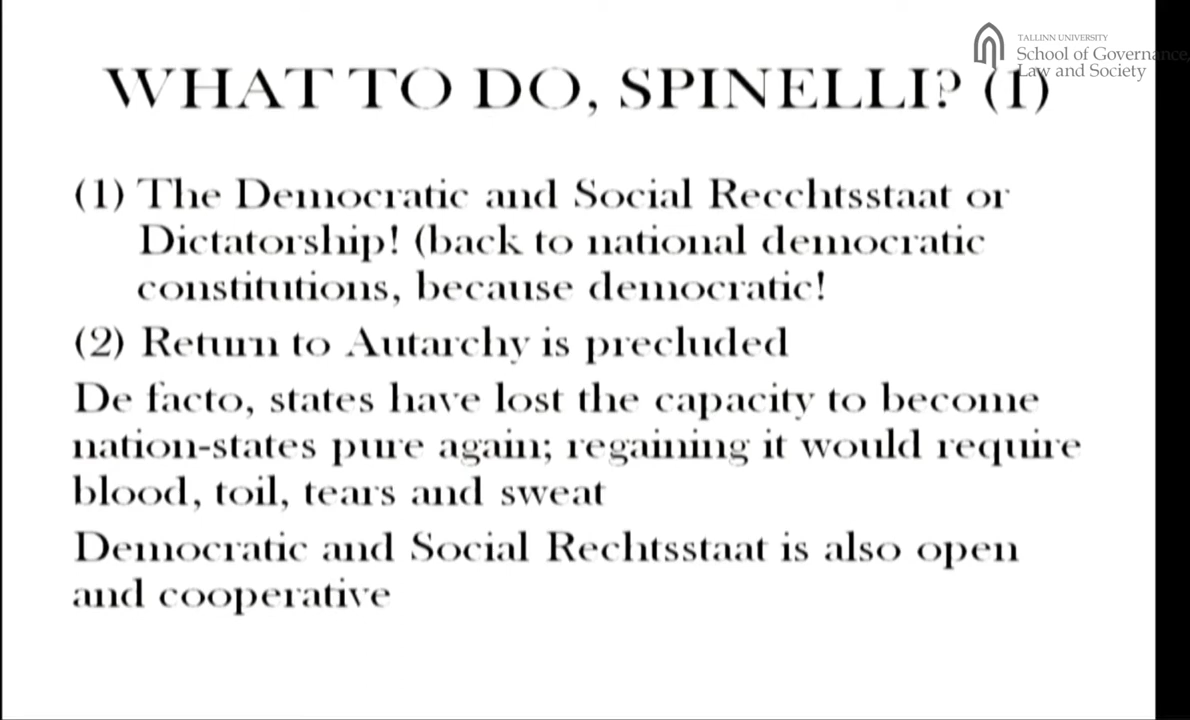 TALLINN UNIVERSITY
School of Governance,
Law and Society
WHAT TO DO, SPINELLI? (1)
(1) The Democratic and Social Recchtsstaat or
Dictatorship! (back to national democratic
constitutions, because democratic!
(2) Return to Autarchy is precluded
De facto, states have lost the capacity to become
nation-states pure again; regaining it would require
blood, toil, tears and sweat
Democratic and Social Rechtsstaat is also open
and cooperative